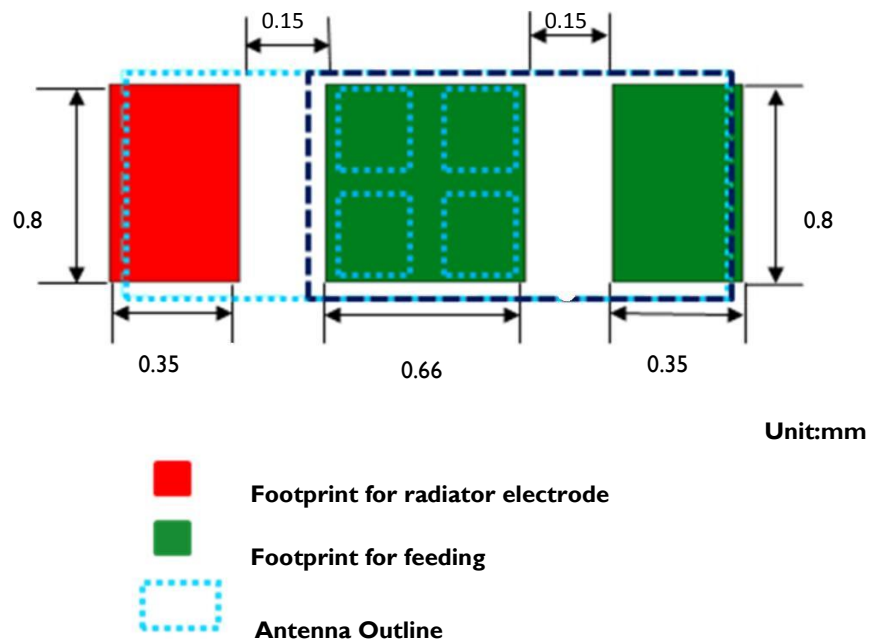 0.15
0.15
0.8
0.8
0.35
0.66
0.35
Unit:mm
Footprint for radiator electrode
Footprint for feeding
Antenna Outline